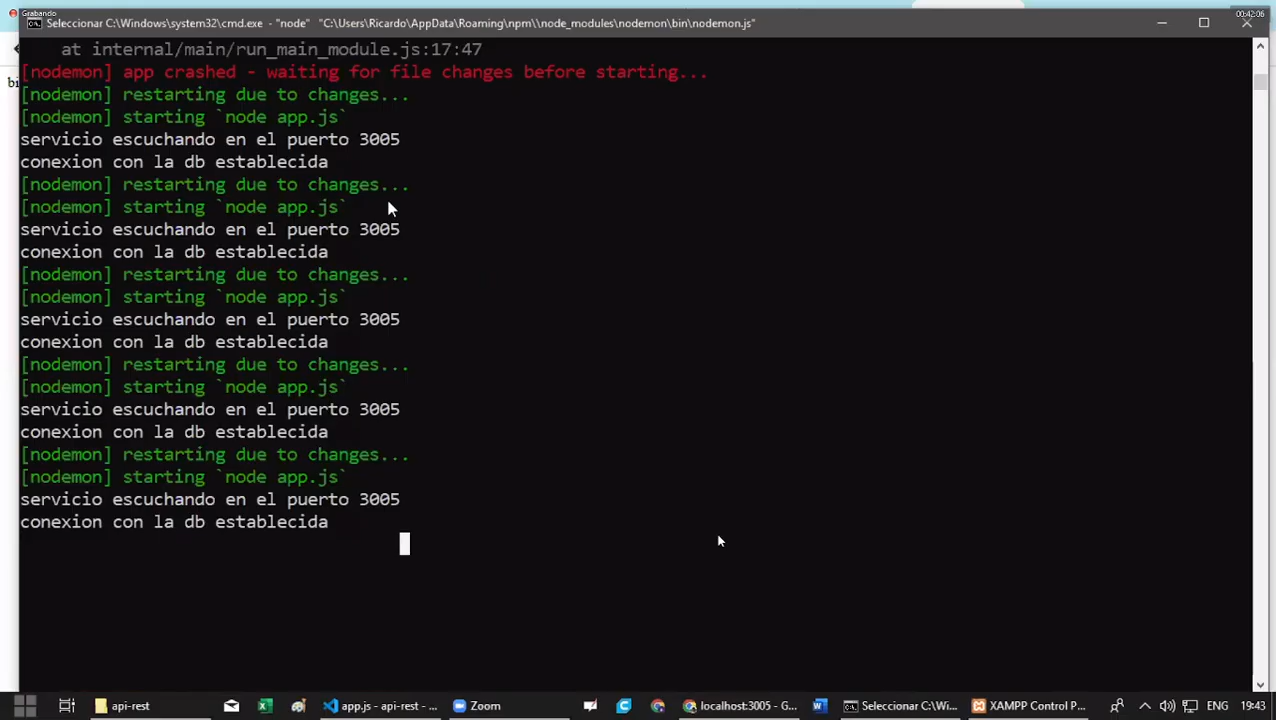 Grabando
00:42:06
Seleccionar C:\Windows\system32\cmd.exe - "node" "C:\Users\Ricardo\AppData\Roaming\npm\\node_modules\nodemon\bin\nodemon.js"
at internal/main/run_main_module.js:17:47
[nodemon] app crashed - waiting for file changes before starting...
[nodemon] restarting due to changes...
[nodemon] starting `node app.js`
servicio escuchando en el puerto 3005
conexion con la db establecida
[nodemon] restarting due to changes...
[nodemon] starting `node app.js`
servicio escuchando en el puerto 3005
conexion con la db establecida
[nodemon] restarting due to changes...
[nodemon] starting `node app.js`
servicio escuchando en el puerto 3005
conexion con la db establecida
[nodemon] restarting due to changes...
[nodemon] starting `node app.js`
servicio escuchando en el puerto 3005
conexion con la db establecida
[nodemon] restarting due to changes...
[nodemon] starting `node app.js`
servicio escuchando en el puerto 3005
conexion con la db establecida
api-rest
app.js - api-rest - ...
Zoom
localhost:3005 - G...
Seleccionar C:\Wi...
XAMPP Control P...
ENG
19:43